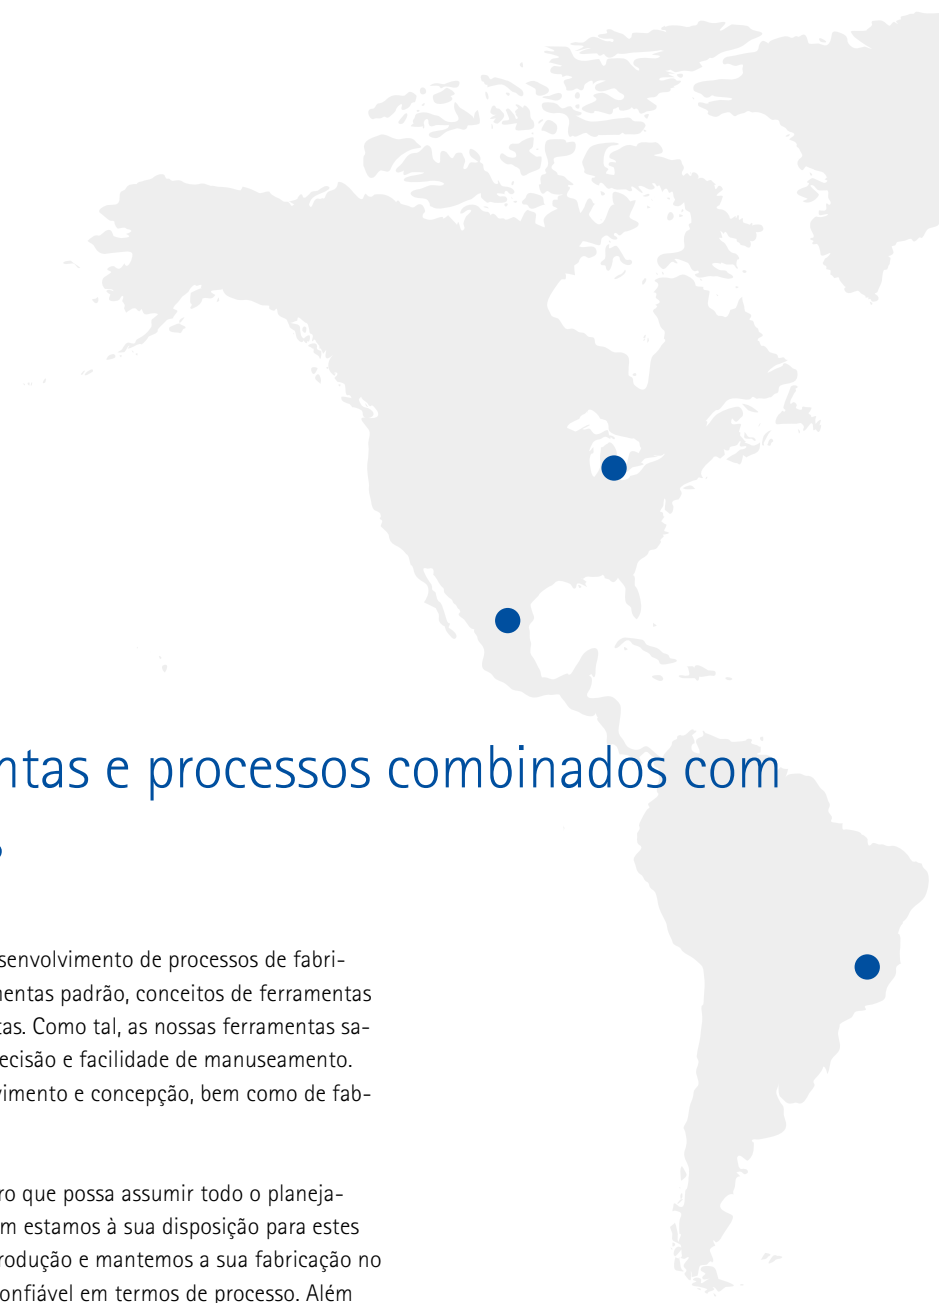 ntas e processos combinados com
senvolvimento de processos de fabri-
entas padrão, conceitos de ferramentas
tas. Como tal, as nossas ferramentas sa-
ecisão e facilidade de manuseamento.
vimento e concepção, bem como de fab-
ro que possa assumir todo o planeja-
m estamos à sua disposição para estes
rodução e mantemos a sua fabricação no
onfiável em termos de processo. Além